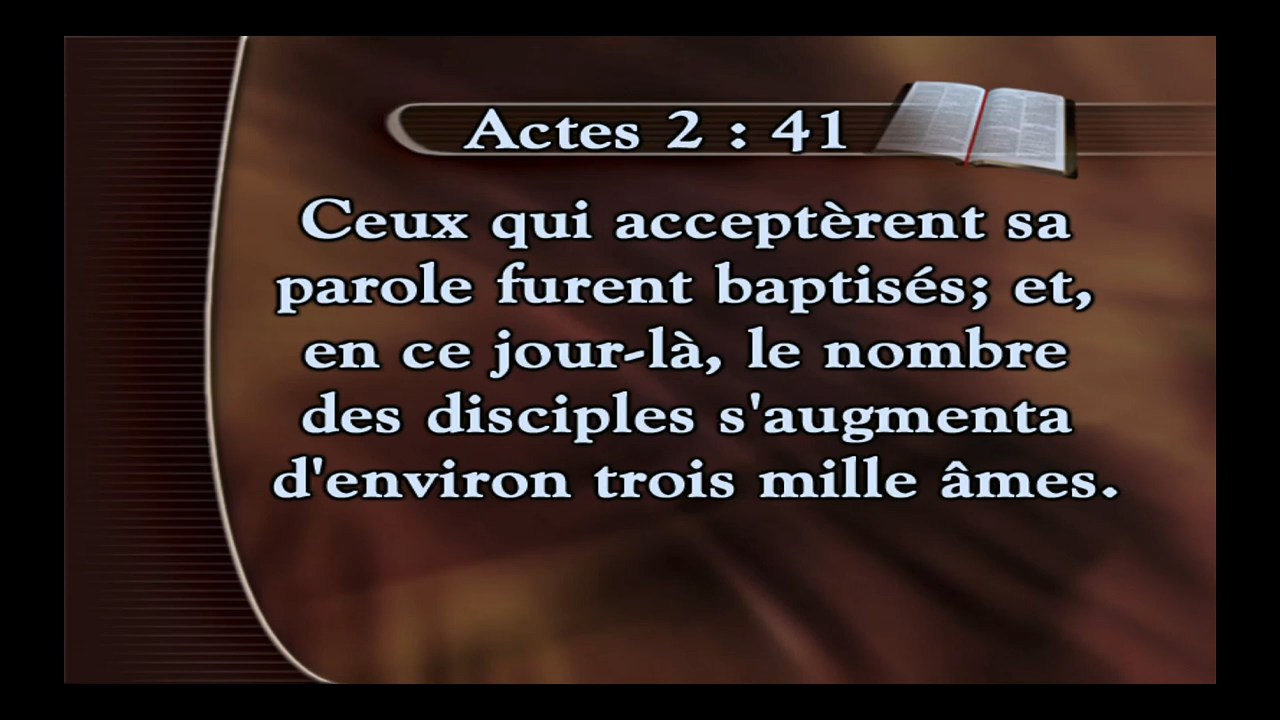 Actes 2 : 41
Ceux qui acceptèrent sa
parole furent baptisés; et,
en ce jour-là, le nombre
des disciples s'augmenta
d'environ trois mille âmes.